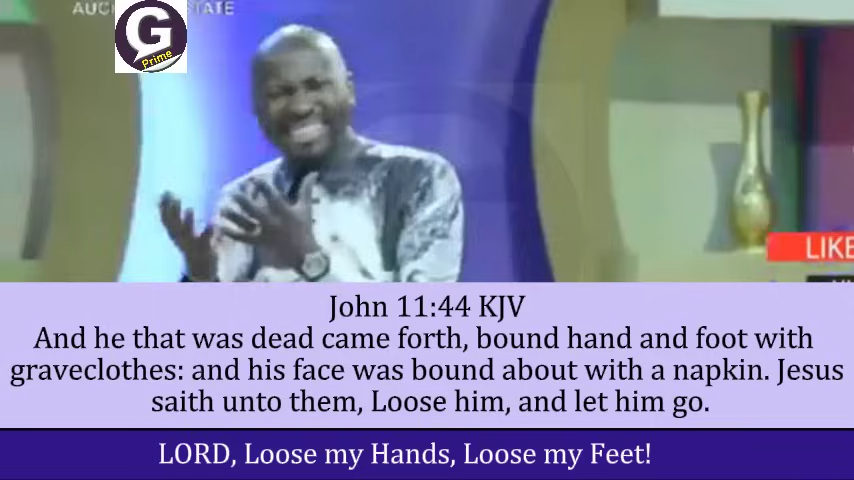 STATE
G
Prime
LIKE
John 11:44 KJV
And he that was dead came forth, bound hand and foot with
graveclothes: and his face was bound about with a napkin. Jesus
saith unto them, Loose him, and let him go.
LORD, Loose my Hands, Loose my Feet!